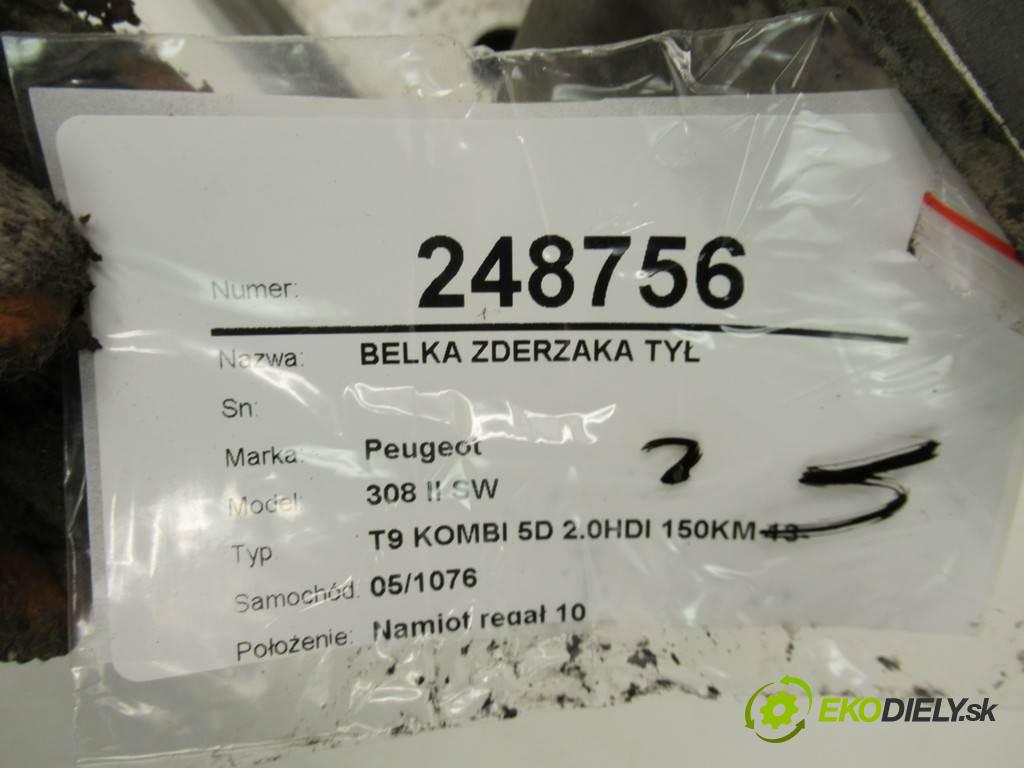 Numer: 248756
Nazwa: BELKA ZDERZAKA TYŁ
Sn:
Marka: Peugeot
Model: 308 II SW
Typ T9 KOMBI 5D 2.0HDI 150KM 13-
Samochód: 05/1076
Położenie: Namiot regał 10
5
EKODIELY.sk